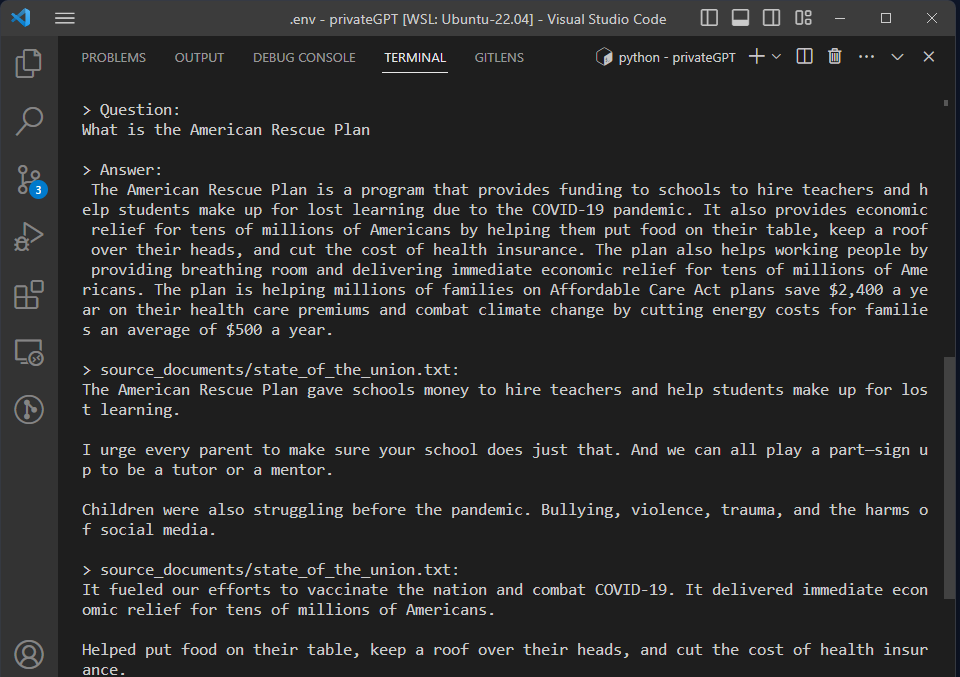 .env - privateGPT [WSL: Ubuntu-22.04] - Visual Studio Code
PROBLEMS OUTPUT DEBUG CONSOLE TERMINAL GITLENS python - privateGPT
> Question:
What is the American Rescue Plan
> Answer:
The American Rescue Plan is a program that provides funding to schools to hire teachers and h
elp students make up for lost learning due to the COVID-19 pandemic. It also provides economic
relief for tens of millions of Americans by helping them put food on their table, keep a roof
over their heads, and cut the cost of health insurance. The plan also helps working people by
providing breathing room and delivering immediate economic relief for tens of millions of Ame
ricans. The plan is helping millions of families on Affordable Care Act plans save $2,400 a ye
ar on their health care premiums and combat climate change by cutting energy costs for familie
s an average of $500 a year.
> source_documents/state_of_the_union.txt:
The American Rescue Plan gave schools money to hire teachers and help students make up for los
t learning.
I urge every parent to make sure your school does just that. And we can all play a part—sign u
p to be a tutor or a mentor.
Children were also struggling before the pandemic. Bullying, violence, trauma, and the harms o
f social media.
> source_documents/state_of_the_union.txt:
It fueled our efforts to vaccinate the nation and combat COVID-19. It delivered immediate econ
omic relief for tens of millions of Americans.
Helped put food on their table, keep a roof over their heads, and cut the cost of health insur
ance.
3